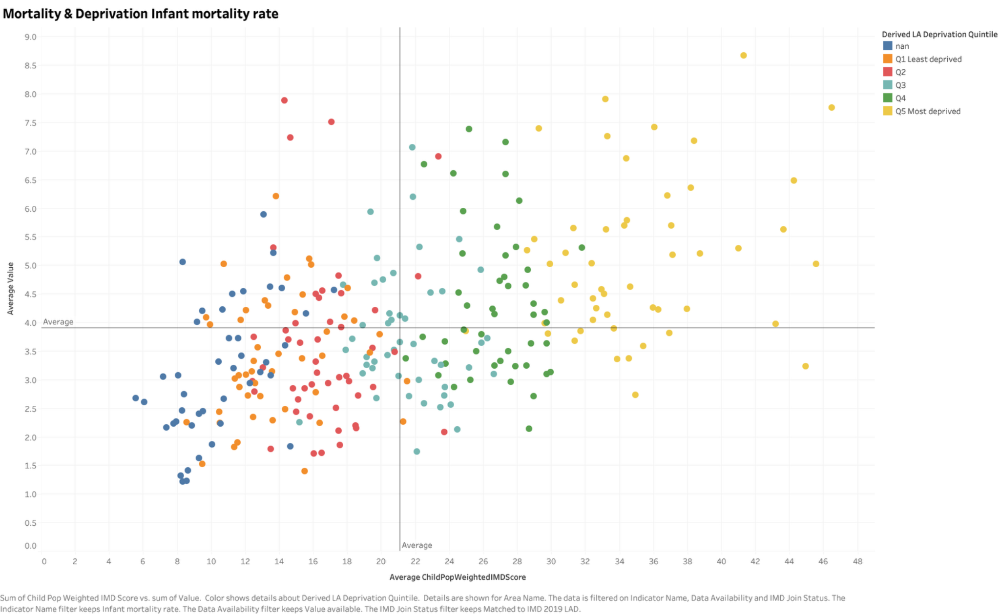 Mortality & Deprivation Infant mortality rate
Derived LA Deprivation Quintile
nan
Q1 Least deprived
Q2
Q3
Q4
Q5 Most deprived
9.0
8.5
8.0
7.5
7.0
6.5
6.0
5.5
5.0
4.5
4.0
3.5
3.0
2.5
2.0
1.5
1.0
0.5
0.0
Average Value
Average
Average
0 2 4 6 8 10 12 14 16 18 20 22 24 26 28 30 32 34 36 38 40 42 44 46 48
Average ChildPopWeightedIMDScore
Sum of Child Pop Weighted IMD Score vs. sum of Value. Color shows details about Derived LA Deprivation Quintile. Details are shown for Area Name. The data is filtered on Indicator Name, Data Availability and IMD Join Status. The
Indicator Name filter keeps Infant mortality rate. The Data Availability filter keeps Value available. The IMD Join Status filter keeps Matched to IMD 2019 LAD.